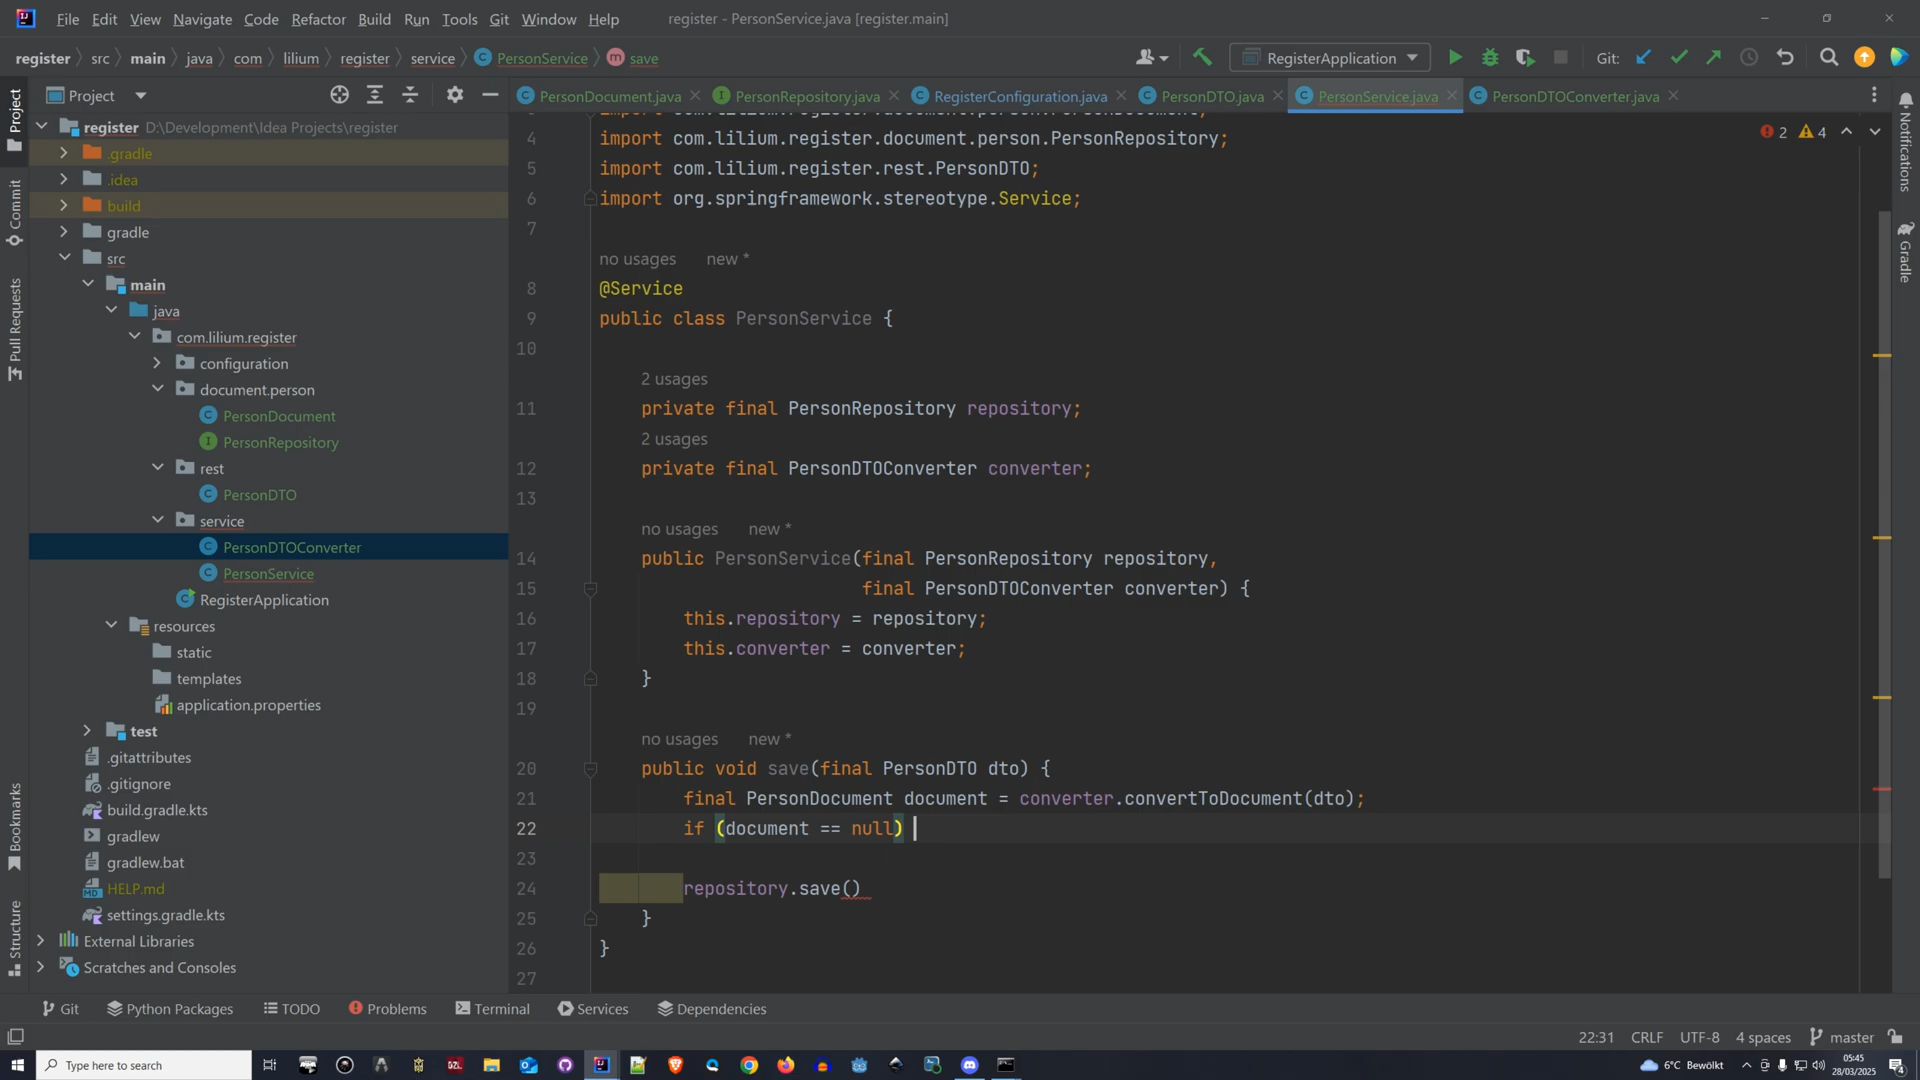 File Edit View Navigate Code Refactor Build Run Tools Git Window Help register - PersonService.java [register.main]
register src main java com lilium register service PersonService save RegisterApplication Git:
Project
PersonDocument.java PersonRepository.java RegisterConfiguration.java PersonDTO.java PersonService.java PersonDTOConverter.java
Project
Commit
Pull Requests
Bookmarks
Structure
register D:\Development\Idea Projects\register
.gradle
.idea
build
gradle
src
main
java
com.lilium.register
configuration
document.person
PersonDocument
PersonRepository
rest
PersonDTO
service
PersonDTOConverter
PersonService
RegisterApplication
resources
static
templates
application.properties
test
.gitattributes
.gitignore
build.gradle.kts
gradlew
gradlew.bat
HELP.md
settings.gradle.kts
External Libraries
Scratches and Consoles
2 4
4 import com.lilium.register.document.person.PersonRepository;
5 import com.lilium.register.rest.PersonDTO;
6 import org.springframework.stereotype.Service;
7
no usages new *
8 @Service
9 public class PersonService {
10
2 usages
11 private final PersonRepository repository;
2 usages
12 private final PersonDTOConverter converter;
13
no usages new *
14 public PersonService(final PersonRepository repository,
15 final PersonDTOConverter converter) {
16 this.repository = repository;
17 this.converter = converter;
18 }
19
no usages new *
20 public void save(final PersonDTO dto) {
21 final PersonDocument document = converter.convertToDocument(dto);
22 if (document == null)
23
24 repository.save()
25 }
26 }
27
Notifications
Gradle
Git Python Packages TODO Problems Terminal Services Dependencies
22:31 CRLF UTF-8 4 spaces master
Type here to search
6°C Bewölkt
05:45
28/03/2025